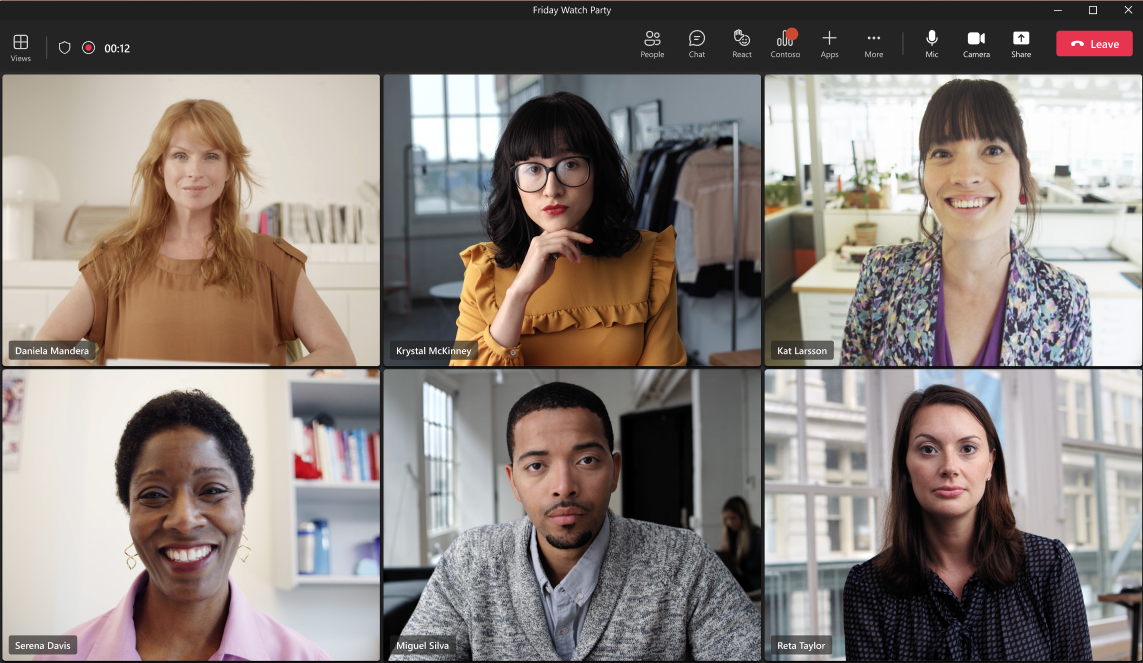 Friday Watch Party
Views
00:12
People
Chat
React
Contoso
Apps
More
Mic
Camera
Share
Leave
Daniela Mandera
Krystal McKinney
Kat Larsson
Serena Davis
Miguel Silva
Reta Taylor